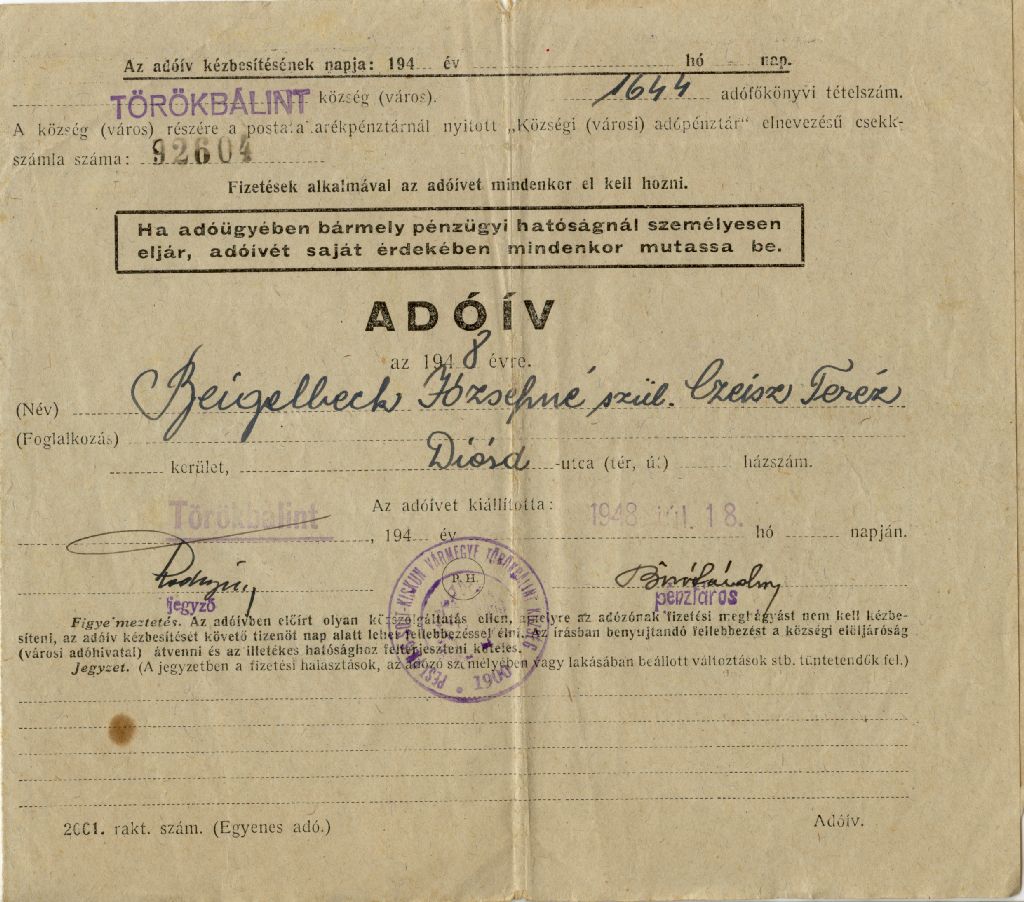 Az adóív kézbesítésének napja: 194 év hó nap.
TÖRÖKBÁLINT község (város). 1644 adófőkönyvi tételszám.
A község (város) részére a postatakarékpénztárnál nyitott „Községi (városi) adópénztár" elnevezésű csekk-
számla száma: 92604
Fizetések alkalmával az adóívet mindenkor el kell hozni.
Ha adóügyében bármely pénzügyi hatóságnál személyesen
eljár, adóívét saját érdekében mindenkor mutassa be.
ADÓÍV
az 1948 évre.
(Név) Beigelbeck Józsefné szül. Czeisz Teréz
(Foglalkozás)
kerület, Diósd -utca (tér, út) házszám.
Az adóívet kiállította:
Törökbálint, 194 év 1948 18. hó napján.
jegyző P. H. pénztáros
PEST-KISKUN VÁRMEGYE TÖRÖKBÁLINT KÖZSÉG 1900
Figyelmeztetés. Az adóívben előírt olyan közszolgáltatás ellen, amelyre az adózónak fizetési meghagyást nem kell kézbe-
síteni, az adóív kézbesítését követő tizenöt nap alatt lehet fellebbezéssel élni. Az írásban benyujtandó fellebbezést a községi elöljáróság
(városi adóhivatal) átvenni és az illetékes hatósághoz felterjeszteni köteles.
Jegyzet. (A jegyzetben a fizetési halasztások, az adózó személyében vagy lakásában beállott változtások stb. tüntetendők fel.)
2001. rakt. szám. (Egyenes adó.) Adóív.